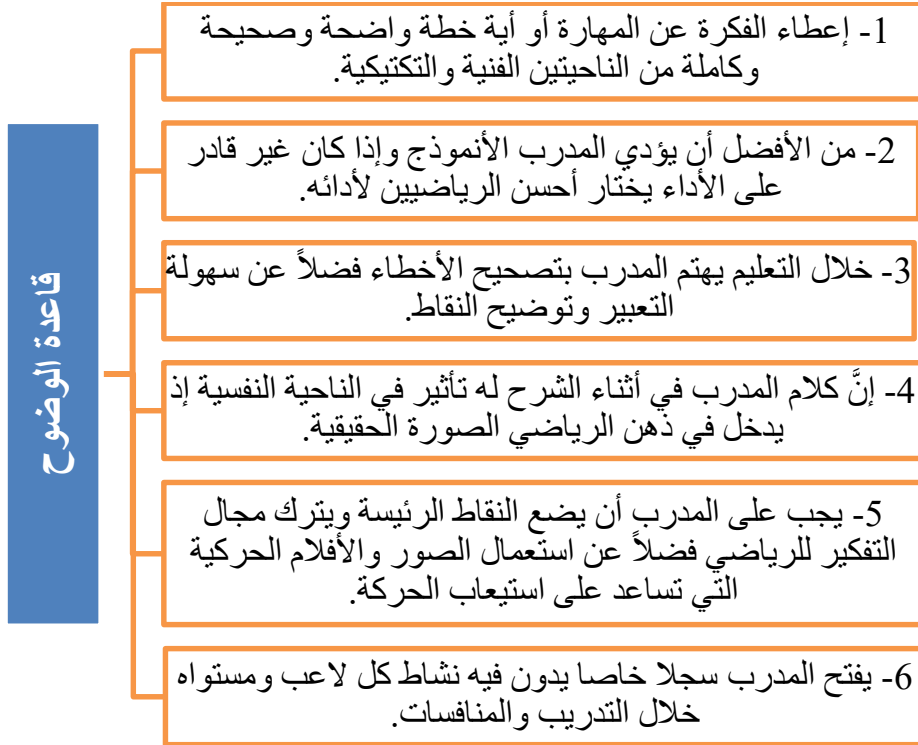 قاعدة الوضوح
1- إعطاء الفكرة عن المهارة أو أية خطة واضحة وصحيحة
وكاملة من الناحيتين الفنية والتكتيكية.
2- من الأفضل أن يؤدي المدرب الأنموذج وإذا كان غير قادر
على الأداء يختار أحسن الرياضيين لأدائه.
3- خلال التعليم يهتم المدرب بتصحيح الأخطاء فضلاً عن سهولة
التعبير وتوضيح النقاط.
4- إنَّ كلام المدرب في أثناء الشرح له تأثير في الناحية النفسية إذ
يدخل في ذهن الرياضي الصورة الحقيقية.
5- يجب على المدرب أن يضع النقاط الرئيسة ويترك مجال
التفكير للرياضي فضلاً عن استعمال الصور والأفلام الحركية
التي تساعد على استيعاب الحركة.
6- يفتح المدرب سجلا خاصا يدون فيه نشاط كل لاعب ومستواه
خلال التدريب والمنافسات.